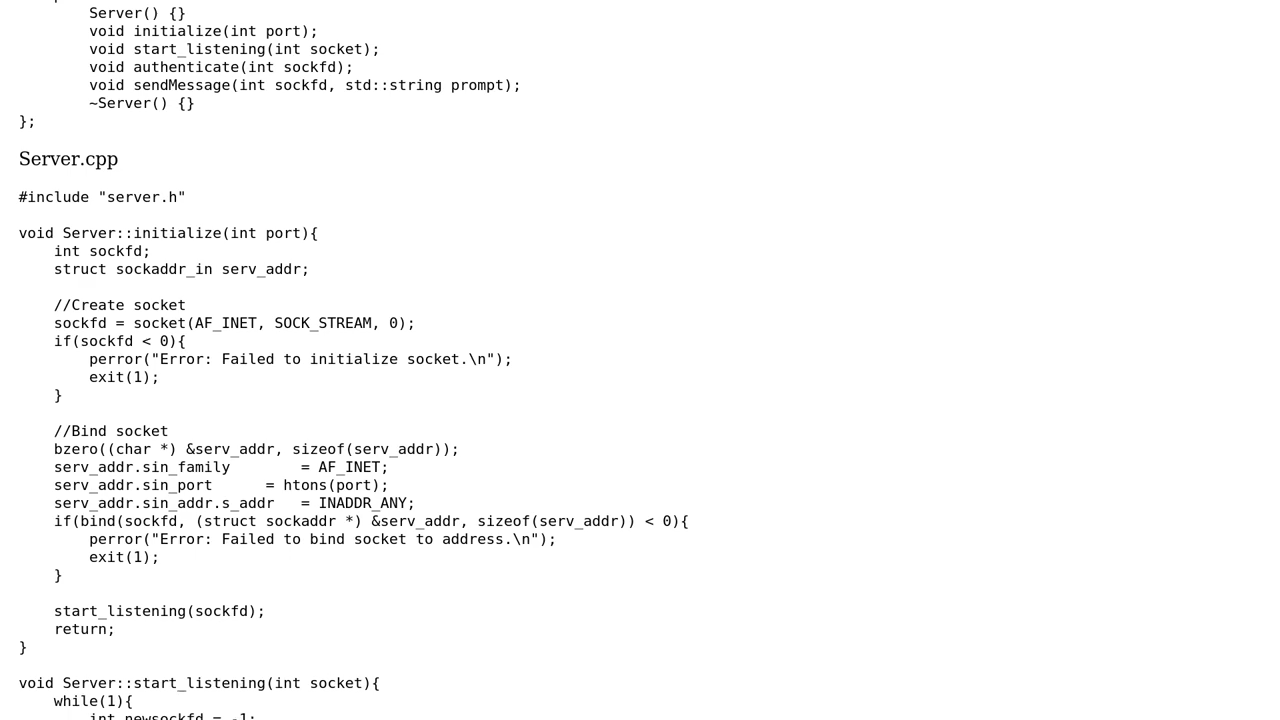 Server() {}
void initialize(int port);
void start_listening(int socket);
void authenticate(int sockfd);
void sendMessage(int sockfd, std::string prompt);
~Server() {}
};
Server.cpp
#include "server.h"
void Server::initialize(int port){
int sockfd;
struct sockaddr_in serv_addr;
//Create socket
sockfd = socket(AF_INET, SOCK_STREAM, 0);
if(sockfd < 0){
perror("Error: Failed to initialize socket.\n");
exit(1);
}
//Bind socket
bzero((char *) &serv_addr, sizeof(serv_addr));
serv_addr.sin_family        = AF_INET;
serv_addr.sin_port      = htons(port);
serv_addr.sin_addr.s_addr   = INADDR_ANY;
if(bind(sockfd, (struct sockaddr *) &serv_addr, sizeof(serv_addr)) < 0){
perror("Error: Failed to bind socket to address.\n");
exit(1);
}
start_listening(sockfd);
return;
}
void Server::start_listening(int socket){
while(1){
int newsockfd = -1;